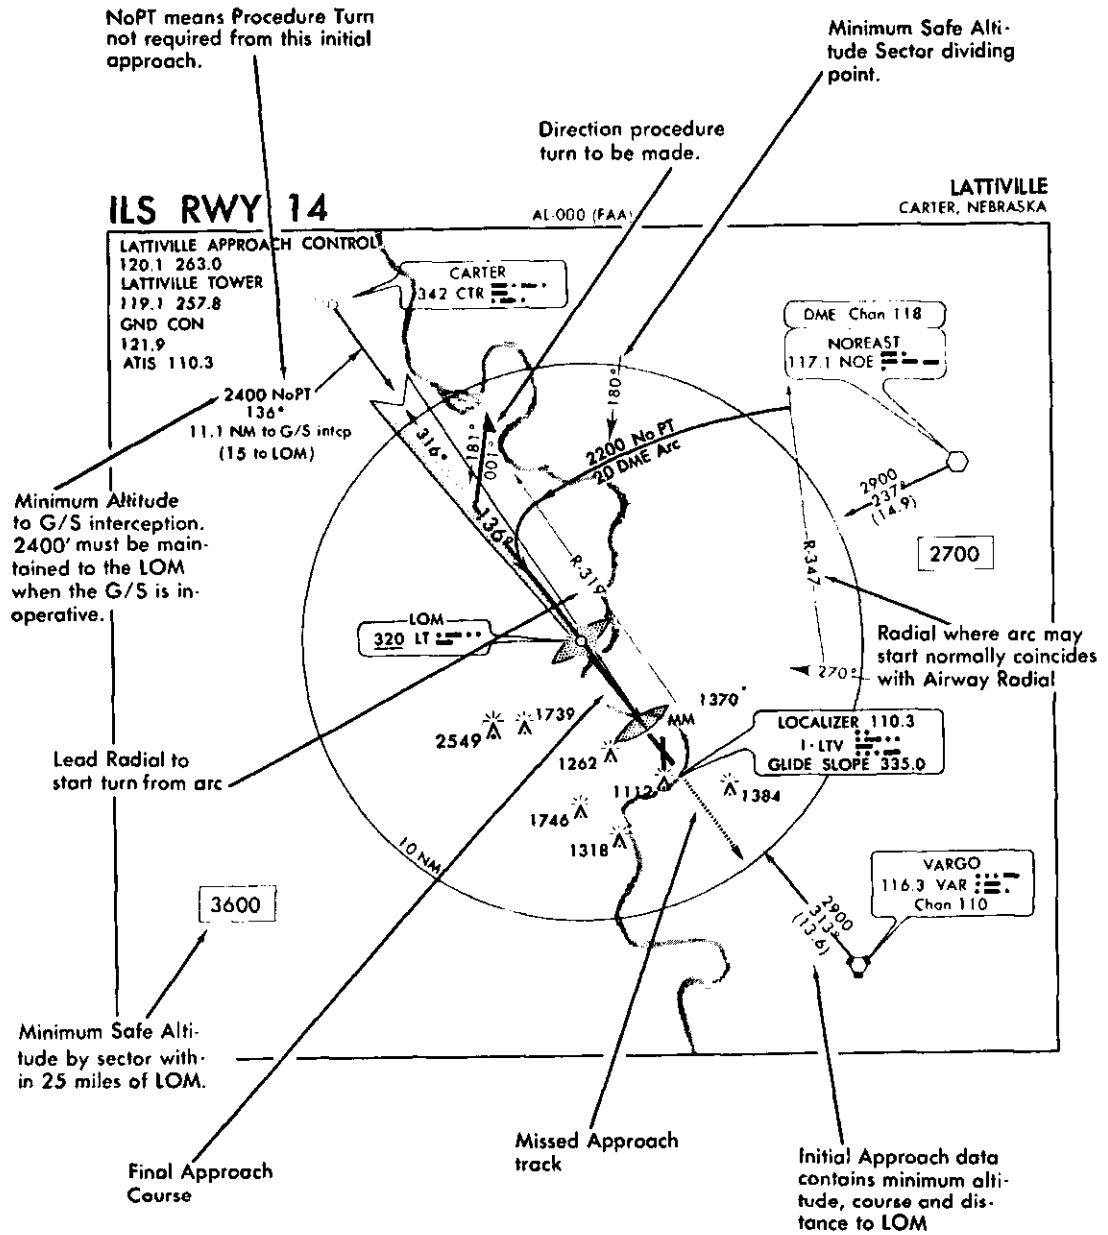 NoPT means Procedure Turn
not required from this initial
approach.
Minimum Safe Alti-
tude Sector dividing
point.
Direction procedure
turn to be made.
ILS RWY 14
AL-000 (FAA)
LATTIVILLE
CARTER, NEBRASKA
LATTIVILLE APPROACH CONTROL
120.1 263.0
LATTIVILLE TOWER
119.1 257.8
GND CON
121.9
ATIS 110.3
CARTER
342 CTR
DME Chan 118
NOREAST
117.1 NOE
2400 NoPT
136°
11.1 NM to G/S intcp
(15 to LOM)
316°
181°
001°
180°
2200 No PT
20 DME Arc
136°
2900
237°
(14.9)
2700
R-347
R-319
Minimum Altitude
to G/S interception.
2400' must be main-
tained to the LOM
when the G/S is in-
operative.
LOM
320 LT
Radial where arc may
start normally coincides
with Airway Radial
270°
1370
MM
LOCALIZER 110.3
I-LTV
GLIDE SLOPE 335.0
2549
1739
1262
1112
1384
1746
1318
Lead Radial to
start turn from arc
10 NM
VARGO
116.3 VAR
Chan 110
2900
313°
(13.6)
3600
Minimum Safe Alti-
tude by sector with-
in 25 miles of LOM.
Final Approach
Course
Missed Approach
track
Initial Approach data
contains minimum alti-
tude, course and dis-
tance to LOM